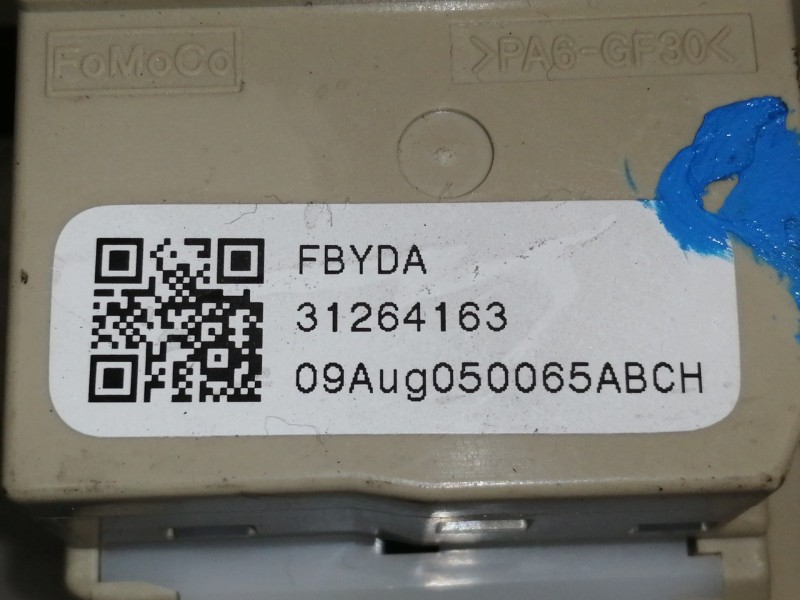 FoMoCo
>PA6-GF30<
FBYDA
31264163
09Aug050065ABCH